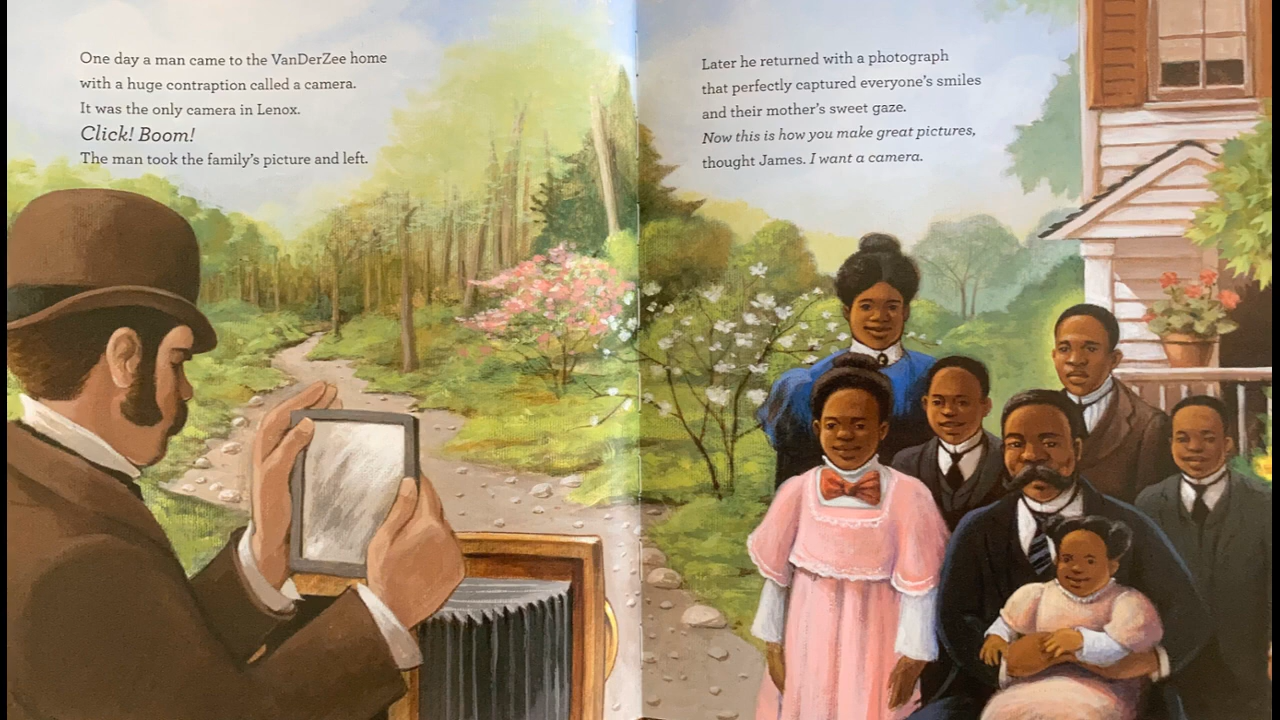 One day a man came to the VanDerZee home
with a huge contraption called a camera.
It was the only camera in Lenox.
Click! Boom!
The man took the family's picture and left.
Later he returned with a photograph
that perfectly captured everyone's smiles
and their mother's sweet gaze.
Now this is how you make great pictures,
thought James. I want a camera.